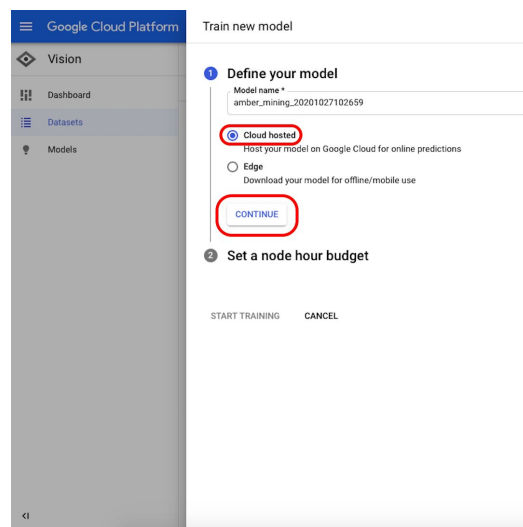 Google Cloud Platform
Train new model
Vision
Dashboard
Datasets
Models
1 Define your model
Model name *
amber_mining_20201027102659
Cloud hosted
Host your model on Google Cloud for online predictions
Edge
Download your model for offline/mobile use
CONTINUE
2 Set a node hour budget
START TRAINING CANCEL